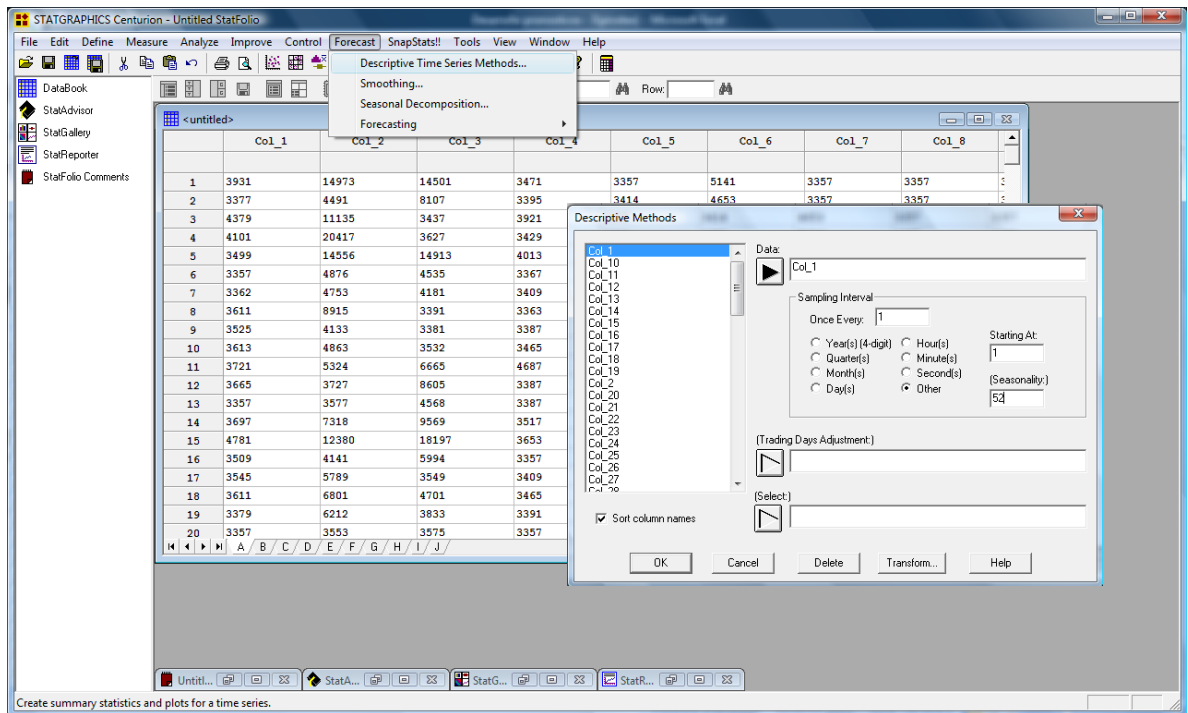 STATGRAPHICS Centurion - Untitled StatFolio
File Edit Define Measure Analyze Improve Control Forecast SnapStats!! Tools View Window Help
Descriptive Time Series Methods...
Smoothing...
Seasonal Decomposition...
Forecasting
Row:
DataBook
StatAdvisor
StatGallery
StatReporter
StatFolio Comments
<untitled>
Col_1 Col_2 Col_3 Col_4 Col_5 Col_6 Col_7 Col_8
1 3931 14973 14501 3471 3357 5141 3357 3357
2 3377 4491 8107 3395 3414 4653 3357 3357
3 4379 11135 3437 3921
4 4101 20417 3627 3429
5 3499 14556 14913 4013
6 3357 4876 4535 3367
7 3362 4753 4181 3409
8 3611 8915 3391 3363
9 3525 4133 3381 3387
10 3613 4863 3532 3465
11 3721 5324 6665 4687
12 3665 3727 8605 3387
13 3357 3577 4568 3387
14 3697 7318 9569 3517
15 4781 12380 18197 3653
16 3509 4141 5994 3357
17 3545 5789 3549 3409
18 3611 6801 4701 3465
19 3379 6212 3833 3391
20 3357 3553 3575 3357
A B C D E F G H I J
Descriptive Methods
Col_1
Col_10
Col_11
Col_12
Col_13
Col_14
Col_15
Col_16
Col_17
Col_18
Col_19
Col_2
Col_20
Col_21
Col_22
Col_23
Col_24
Col_25
Col_26
Col_27
Col_28
Sort column names
Data:
Col_1
Sampling Interval
Once Every: 1
Year(s) (4-digit) Hour(s)
Quarter(s) Minute(s)
Month(s) Second(s)
Day(s) Other
Starting At:
1
(Seasonality:)
52
(Trading Days Adjustment:)
(Select:)
OK Cancel Delete Transform... Help
Untitl... StatA... StatG... StatR...
Create summary statistics and plots for a time series.